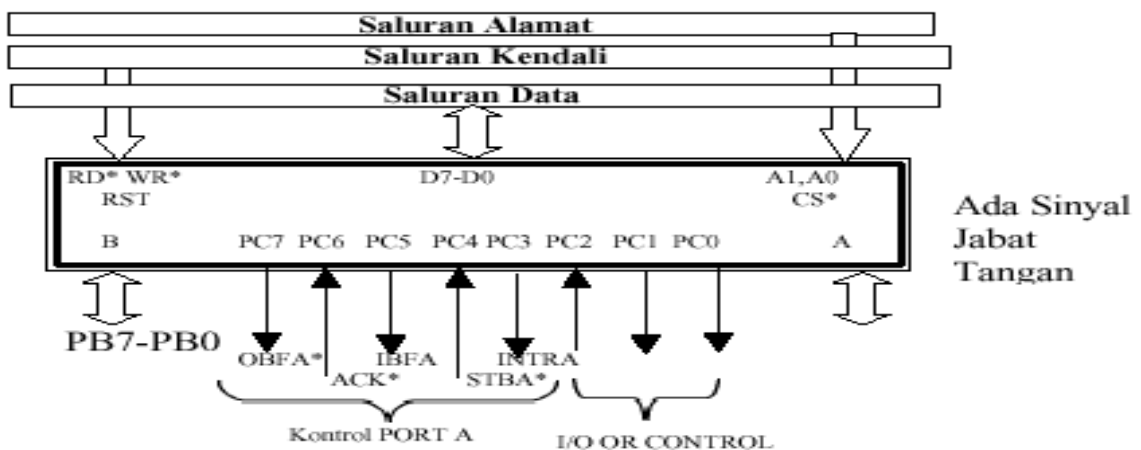 Saluran Alamat
Saluran Kendali
Saluran Data
RD* WR* D7-D0 A1,A0
RST CS*
B PC7 PC6 PC5 PC4 PC3 PC2 PC1 PC0 A
Ada Sinyal
Jabat
Tangan
PB7-PB0
OBFA* IBFA INTRA
ACK* STBA*
Kontrol PORT A
I/O OR CONTROL